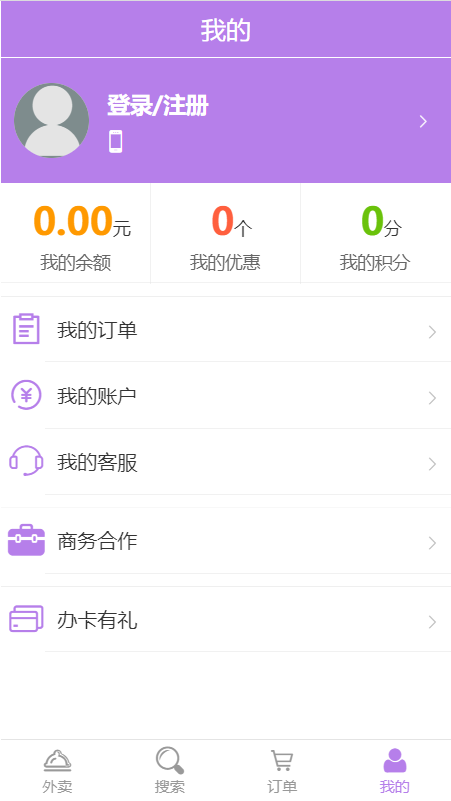 我的
登录/注册
0.00元 0个 0分
我的余额 我的优惠 我的积分
我的订单
我的账户
我的客服
商务合作
办卡有礼
外卖 搜索 订单 我的